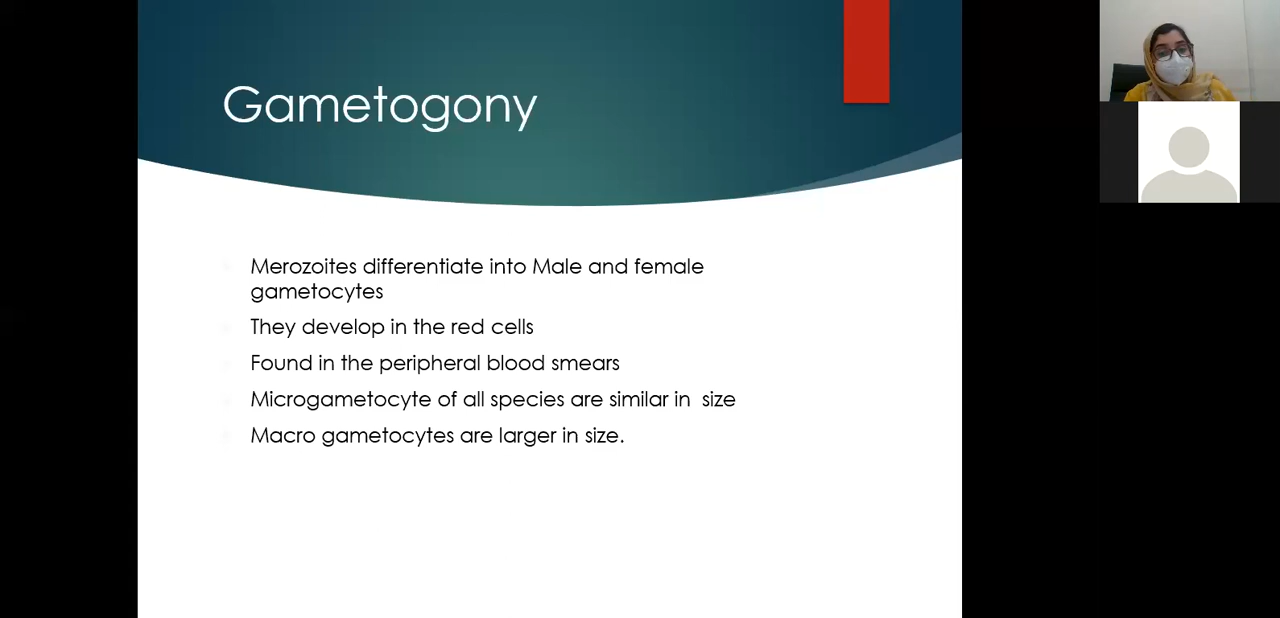 Gametogony
Merozoites differentiate into Male and female
gametocytes
They develop in the red cells
Found in the peripheral blood smears
Microgametocyte of all species are similar in  size
Macro gametocytes are larger in size.